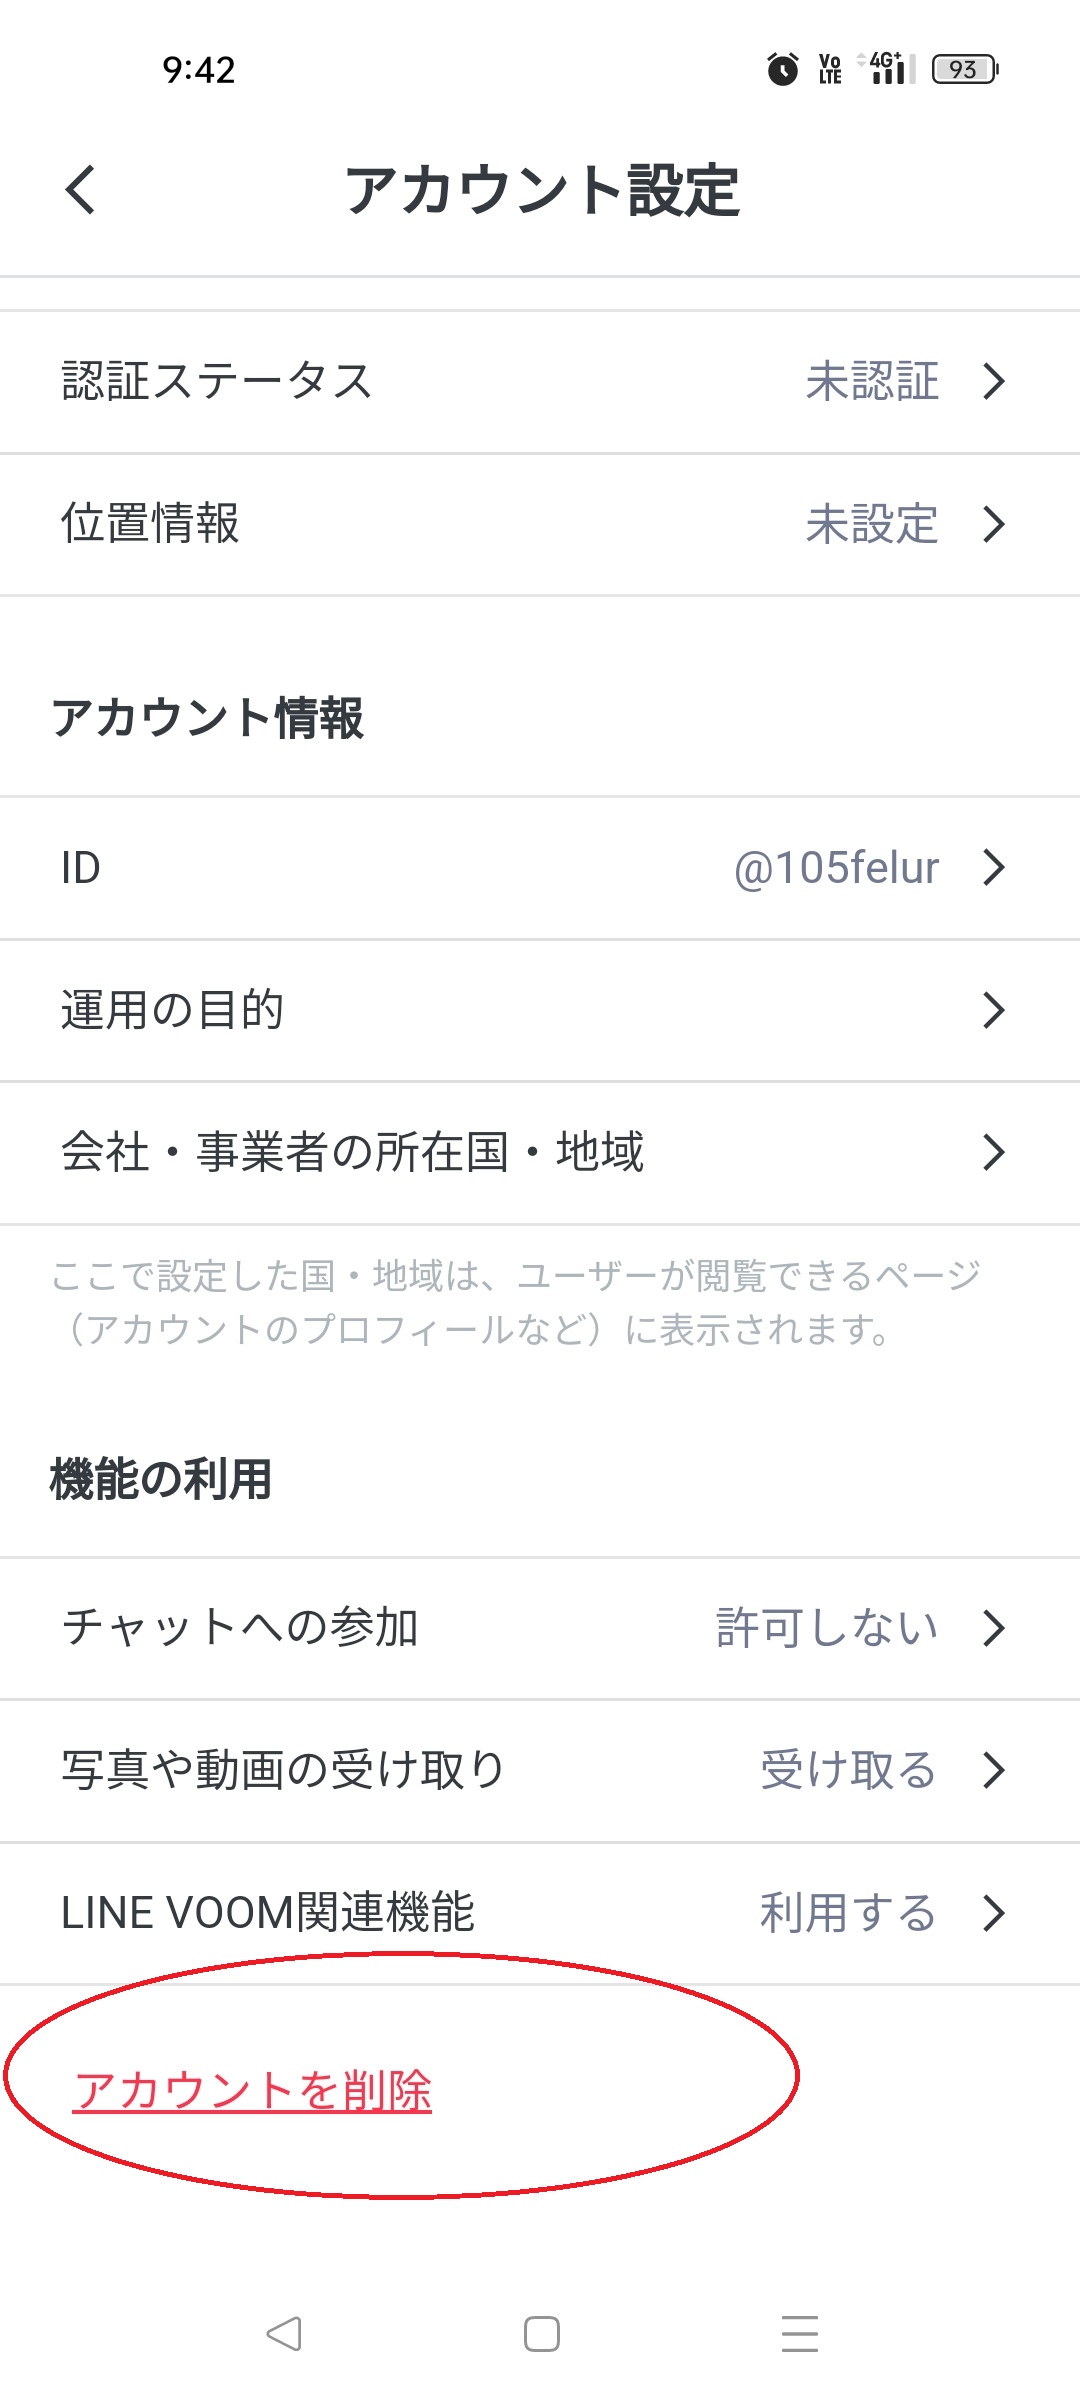 9:42
Vo LTE 4G+ 93
アカウント設定
認証ステータス 未認証
位置情報 未設定
アカウント情報
ID @105felur
運用の目的
会社・事業者の所在国・地域
ここで設定した国・地域は、ユーザーが閲覧できるページ
（アカウントのプロフィールなど）に表示されます。
機能の利用
チャットへの参加 許可しない
写真や動画の受け取り 受け取る
LINE VOOM関連機能 利用する
アカウントを削除